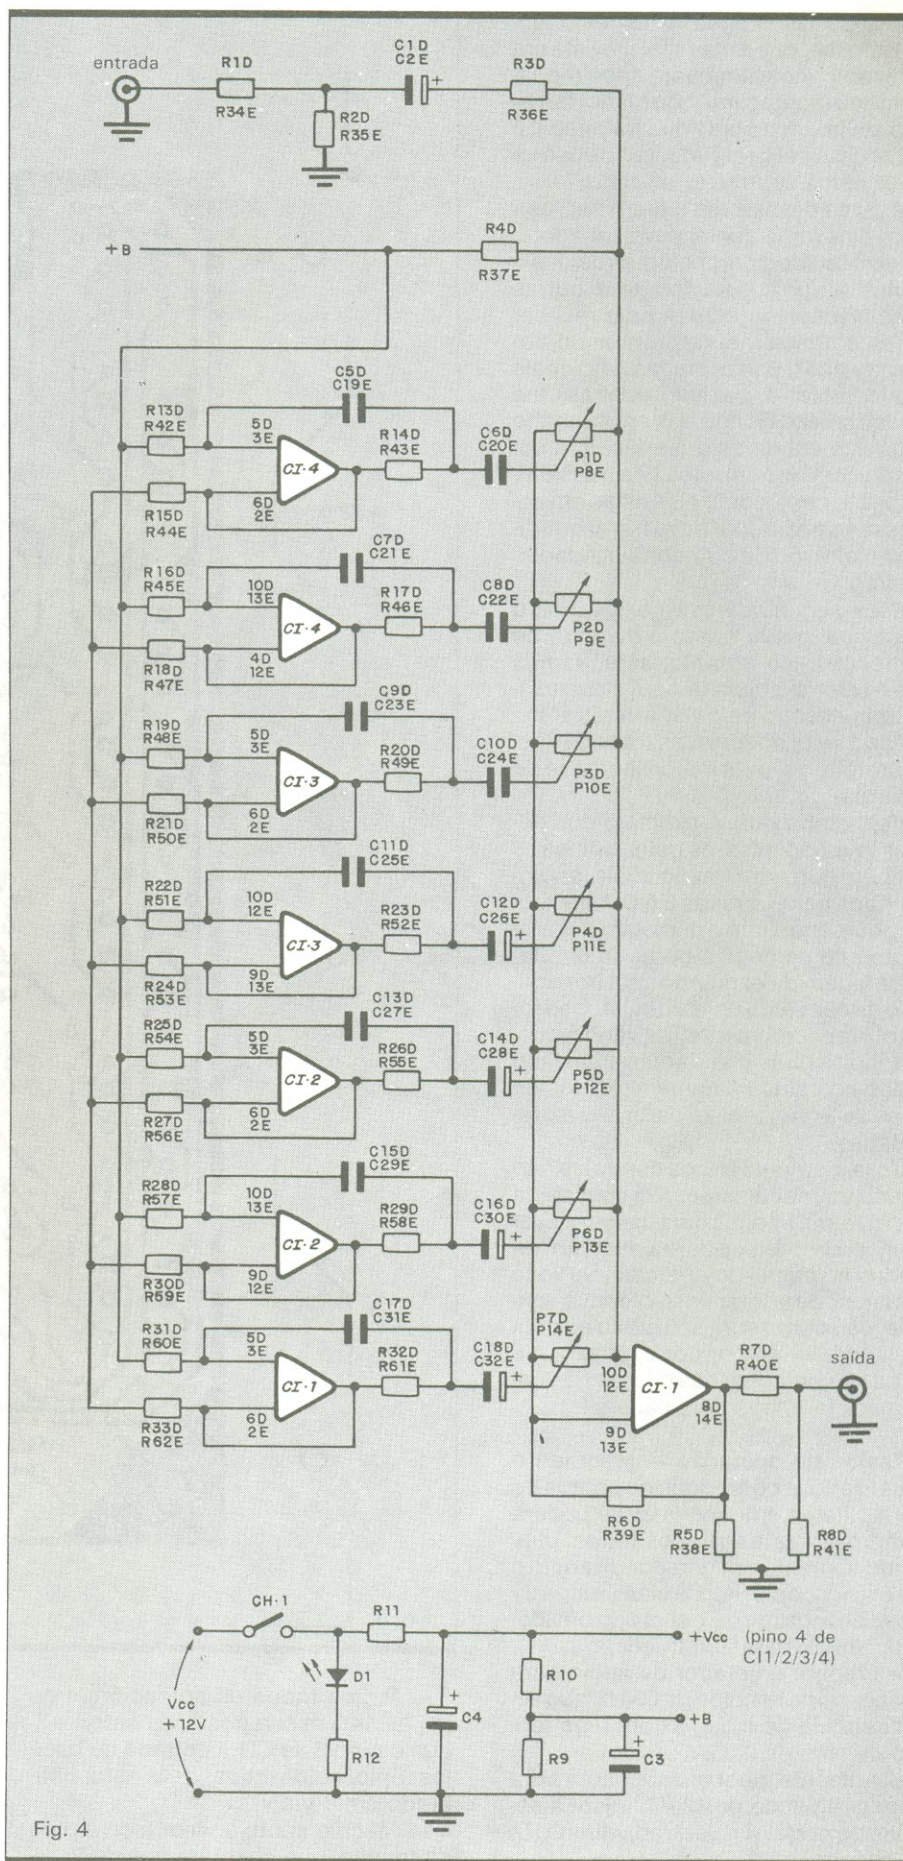 entrada
R1D
R34E
R2D
R35E
C1D
C2E
+
R3D
R36E
+B
R4D
R37E
C5D
C19E
R13D
R42E
5D
3E
CI·4
6D
2E
R14D
R43E
C6D
C20E
P1D
P8E
R15D
R44E
C7D
C21E
R16D
R45E
10D
13E
CI·4
4D
12E
R17D
R46E
C8D
C22E
P2D
P9E
R18D
R47E
C9D
C23E
R19D
R48E
5D
3E
CI·3
6D
2E
R20D
R49E
C10D
C24E
P3D
P10E
R21D
R50E
C11D
C25E
R22D
R51E
10D
12E
CI·3
9D
13E
R23D
R52E
C12D
C26E
+
P4D
P11E
R24D
R53E
C13D
C27E
R25D
R54E
5D
3E
CI·2
6D
2E
R26D
R55E
C14D
C28E
+
P5D
P12E
R27D
R56E
C15D
C29E
R28D
R57E
10D
13E
CI·2
9D
12E
R29D
R58E
C16D
C30E
+
P6D
P13E
R30D
R59E
C17D
C31E
R31D
R60E
5D
3E
CI·1
6D
2E
R32D
R61E
C18D
C32E
+
P7D
P14E
R33D
R62E
10D
12E
CI·1
9D
13E
8D
14E
R7D
R40E
saída
R6D
R39E
R5D
R38E
R8D
R41E
CH·1
R11
+Vcc (pino 4 de
CI1/2/3/4)
D1
R10
Vcc
+12V
+
C4
+B
R12
R9
+
C3
Fig. 4